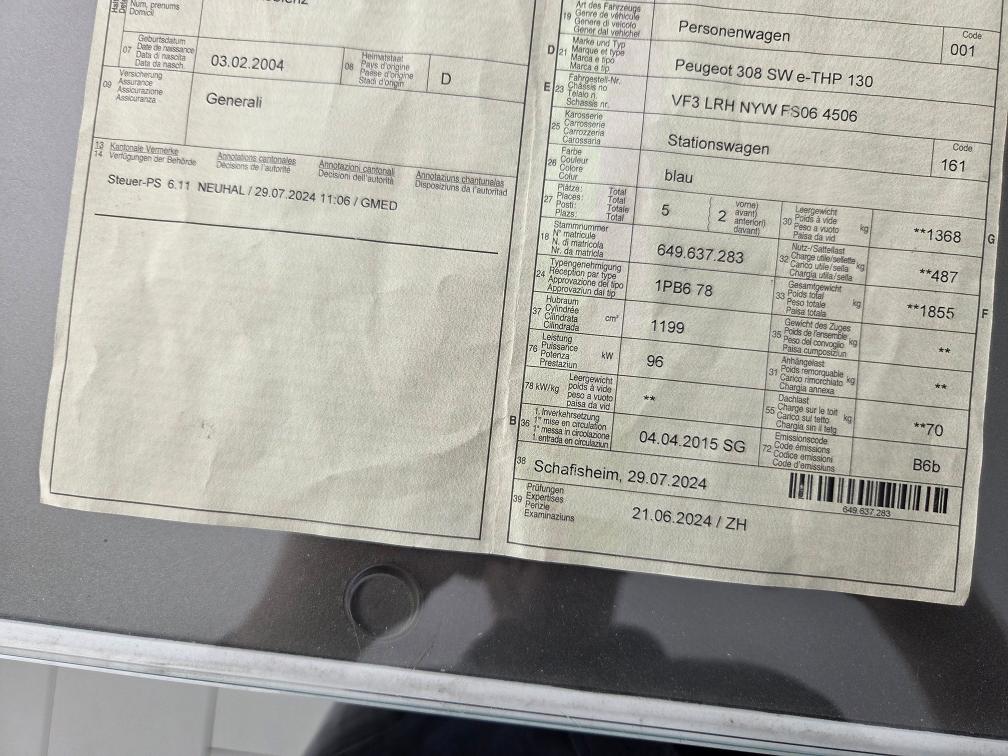 Num, prenums
Domicil
07 Geburtsdatum
Date de naissance
Data di nascita
Data da nasch.
03.02.2004
08 Heimatstaat
Pays d'origine
Paese d'origine
Stadi d'origin
D
09 Versicherung
Assurance
Assicurazione
Assicuranza
Generali
13 Kantonale Vermerke
14 Verfügungen der Behörde
Annotations cantonales
Décisions de l'autorité
Annotazioni cantonali
Decisioni dell'autorità
Annotaziuns chantunalas
Disposiziuns da l'autoritad
Steuer-PS 6.11 NEUHAL / 29.07.2024 11:06 / GMED
19 Art des Fahrzeugs
Genre de véhicule
Genere di veicolo
Gener dal vehichel
Personenwagen
Code
001
D 21 Marke und Typ
Marque et type
Marca e tipo
Marca e tip
Peugeot 308 SW e-THP 130
E 23 Fahrgestell-Nr.
Châssis no
Telaio n.
Schassis nr.
VF3 LRH NYW FS06 4506
25 Karosserie
Carrosserie
Carrozzeria
Carossaria
Stationswagen
Code
161
26 Farbe
Couleur
Colore
Colur
blau
27 Plätze: Total
Places: Total
Posti: Totale
Plazs: Total
5
2
vorne)
avant)
anteriori)
davant)
30 Leergewicht
Poids à vide
Peso a vuoto
Paisa da vid
kg
**1368
G
18 Stammnummer
N° matricule
N. di matricola
Nr. da matricla
649.637.283
32 Nutz-/Sattellast
Charge utile/sellette
Carico utile/sella
Chargia utila/sella
kg
**487
24 Typengenehmigung
Réception par type
Approvazione del tipo
Approvaziun dal tip
1PB6 78
33 Gesamtgewicht
Poids total
Peso totale
Paisa totala
kg
**1855
F
37 Hubraum
Cylindrée
Cilindrata
Cilindrada
cm³
1199
35 Gewicht des Zuges
Poids de l'ensemble
Peso del convoglio
Paisa cumposiziun
kg
**
76 Leistung
Puissance
Potenza
Prestaziun
kW
96
31 Anhängelast
Poids remorquable
Carico rimorchiato
Chargia annexa
kg
**
78 kW/kg
Leergewicht
poids à vide
peso a vuoto
paisa da vid
**
55 Dachlast
Charge sur le toit
Carico sul tetto
Chargia sin il tetg
kg
**70
B 36 1. Inverkehrsetzung
1re mise en circulation
1a messa in circolazione
1. entrada en circulaziun
04.04.2015 SG
72 Emissionscode
Code émissions
Codice emissioni
Code d'emissiuns
B6b
38 Schafisheim, 29.07.2024
649.637.283
39 Prüfungen
Expertises
Perizie
Examinaziuns
21.06.2024 / ZH